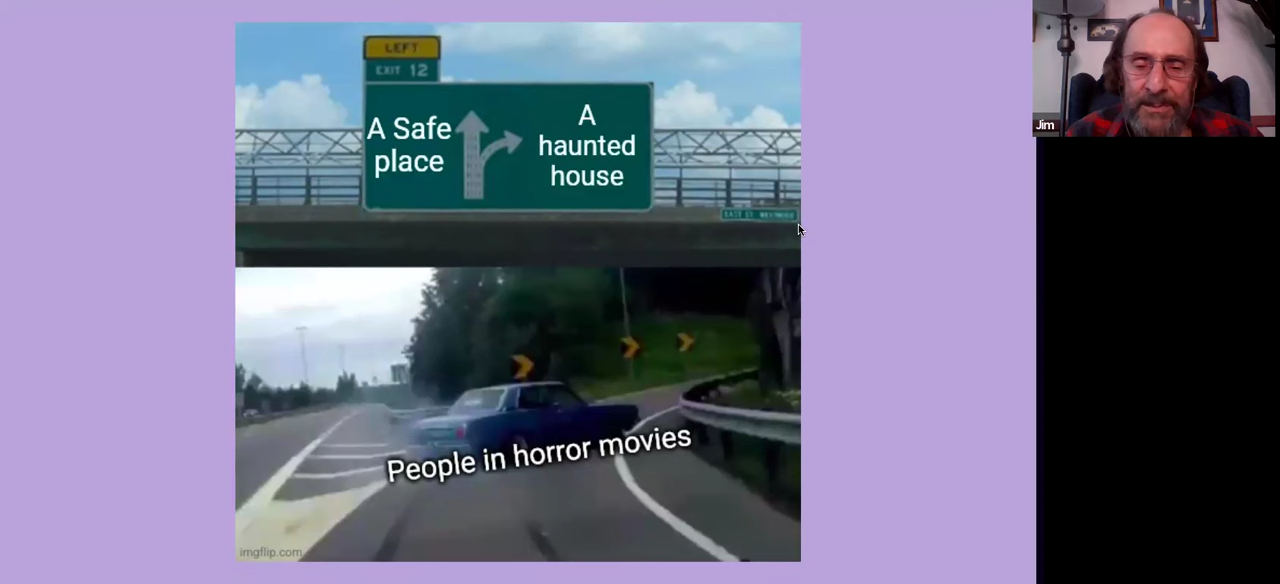 LEFT
EXIT 12
A Safe
place
A
haunted
house
People in horror movies
imgflip.com
Jim